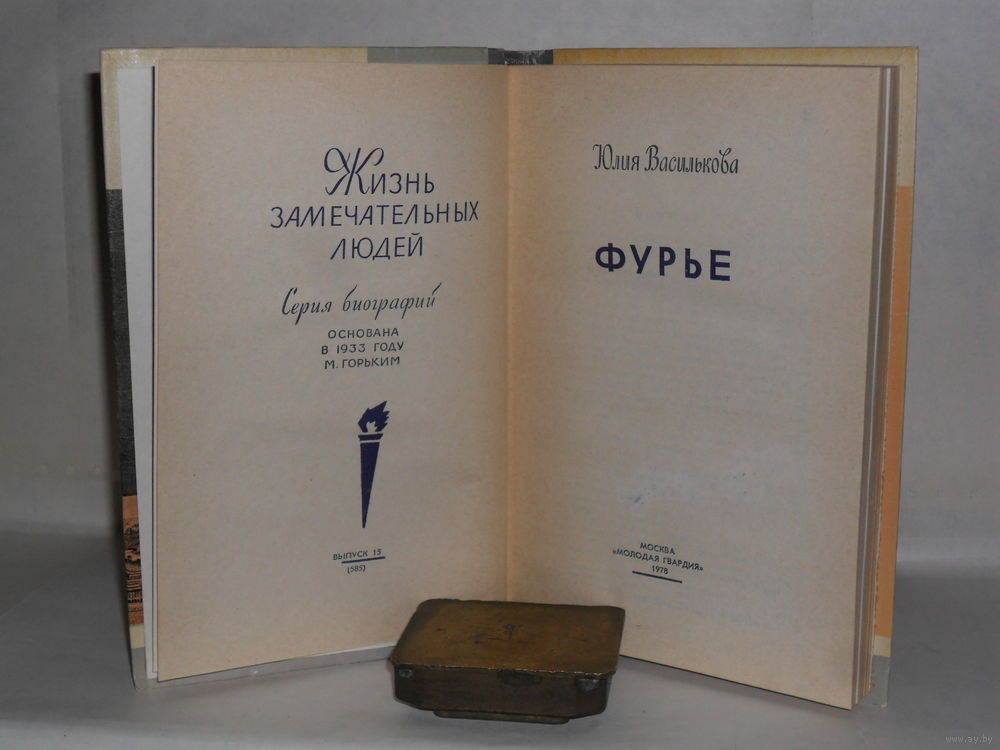 Жизнь
ЗАМЕЧАТЕЛЬНЫХ
ЛЮДЕЙ
Серия биографий
ОСНОВАНА
В 1933 ГОДУ
М. ГОРЬКИМ
ВЫПУСК 15
(585)
Юлия Василькова
ФУРЬЕ
МОСКВА
«МОЛОДАЯ ГВАРДИЯ»
1978
www.ay.by